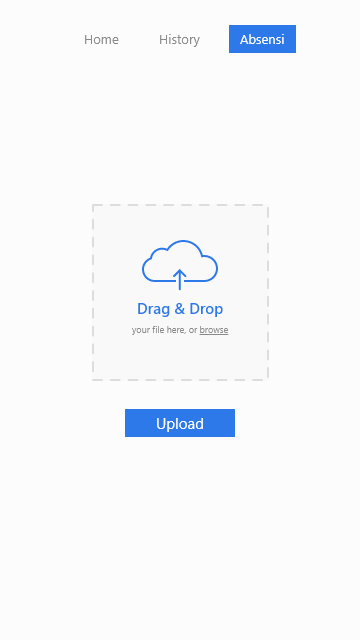 Home History Absensi
Drag & Drop
your file here, or browse
Upload